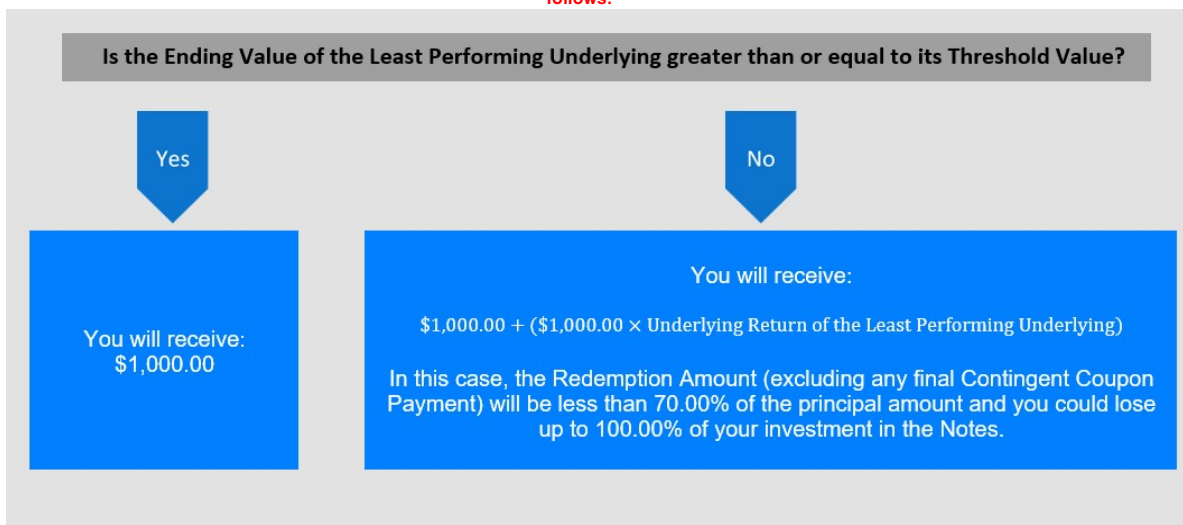 follows:
Is the Ending Value of the Least Performing Underlying greater than or equal to its Threshold Value?
Yes
No
You will receive:
$1,000.00
You will receive:
$1,000.00 + ($1,000.00 × Underlying Return of the Least Performing Underlying)
In this case, the Redemption Amount (excluding any final Contingent Coupon
Payment) will be less than 70.00% of the principal amount and you could lose
up to 100.00% of your investment in the Notes.